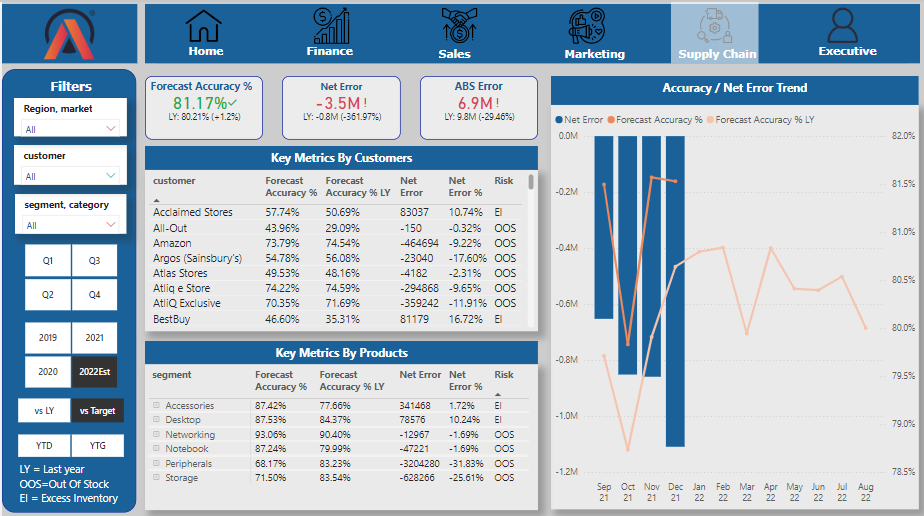 Home
Finance
Sales
Marketing
Supply Chain
Executive
Filters
Region, market
All
customer
All
segment, category
All
Q1 Q3
Q2 Q4
2019 2021
2020 2022Est
vs LY vs Target
YTD YTG
LY = Last year
OOS=Out Of Stock
EI = Excess Inventory
Forecast Accuracy %
81.17%
LY: 80.21% (+1.2%)
Net Error
-3.5M !
LY: -0.8M (-361.97%)
ABS Error
6.9M !
LY: 9.8M (-29.46%)
Key Metrics By Customers
customer Forecast Accuracy % Forecast Accuracy % LY Net Error Net Error % Risk
Acclaimed Stores 57.74% 50.69% 83037 10.74% EI
All-Out 43.96% 29.09% -150 -0.32% OOS
Amazon 73.79% 74.54% -464694 -9.22% OOS
Argos (Sainsbury's) 54.78% 56.08% -23040 -17.60% OOS
Atlas Stores 49.53% 48.16% -4182 -2.31% OOS
Atliq e Store 74.22% 74.59% -294868 -9.65% OOS
AtliQ Exclusive 70.35% 71.69% -359242 -11.91% OOS
BestBuy 46.60% 35.31% 81179 16.72% EI
Key Metrics By Products
segment Forecast Accuracy % Forecast Accuracy % LY Net Error Net Error % Risk
Accessories 87.42% 77.66% 341468 1.72% EI
Desktop 87.53% 84.37% 78576 10.24% EI
Networking 93.06% 90.40% -12967 -1.69% OOS
Notebook 87.24% 79.99% -47221 -1.69% OOS
Peripherals 68.17% 83.23% -3204280 -31.83% OOS
Storage 71.50% 83.54% -628266 -25.61% OOS
Accuracy / Net Error Trend
Net Error Forecast Accuracy % Forecast Accuracy % LY
0.0M
-0.2M
-0.4M
-0.6M
-0.8M
-1.0M
-1.2M
82.0%
81.5%
81.0%
80.5%
80.0%
79.5%
79.0%
78.5%
Sep Oct Nov Dec Jan Feb Mar Apr May Jun Jul Aug
21 21 21 21 22 22 22 22 22 22 22 22